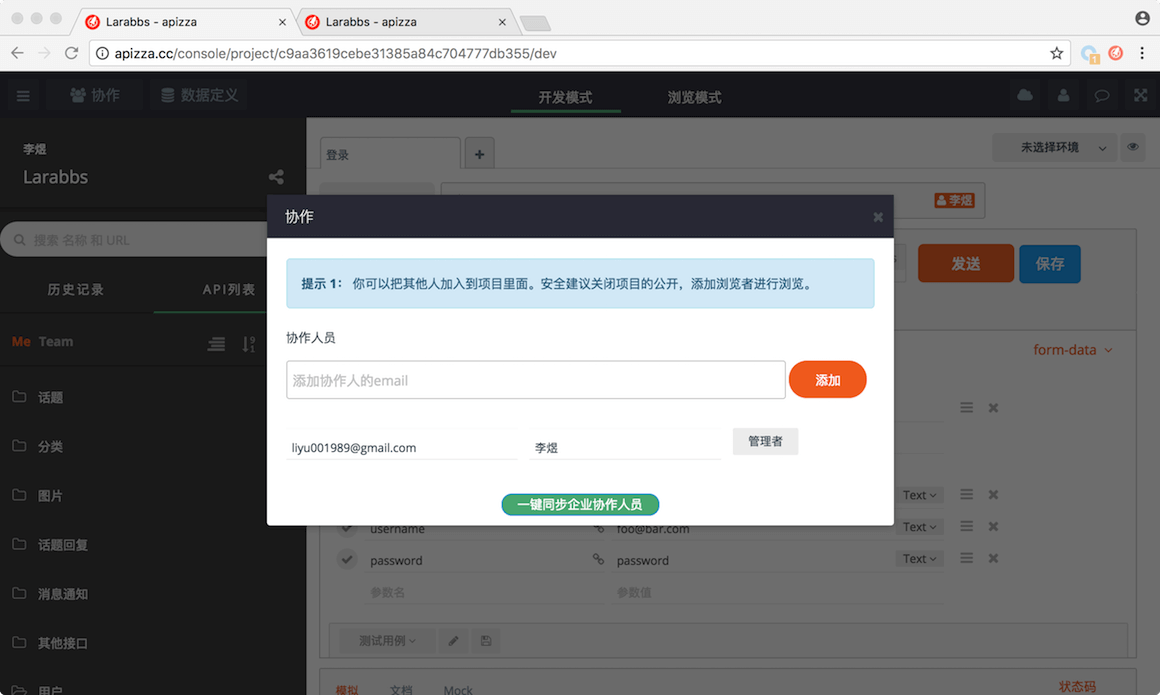 Larabbs - apizza
Larabbs - apizza
apizza.cc/console/project/c9aa3619cebe31385a84c704777db355/dev
1
协作
数据定义
开发模式
浏览模式
李煜
Larabbs
登录
未选择环境
李煜
搜索 名称 和 URL
发送
保存
历史记录
API列表
Me Team
form-data
话题
分类
图片
话题回复
消息通知
其他接口
用户
协作
提示 1： 你可以把其他人加入到项目里面。安全建议关闭项目的公开，添加浏览者进行浏览。
协作人员
添加协作人的email
添加
liyu001989@gmail.com
李煜
管理者
一键同步企业协作人员
Text
username
foo@bar.com
Text
password
password
Text
参数名
参数值
测试用例
模拟
文档
Mock
状态码